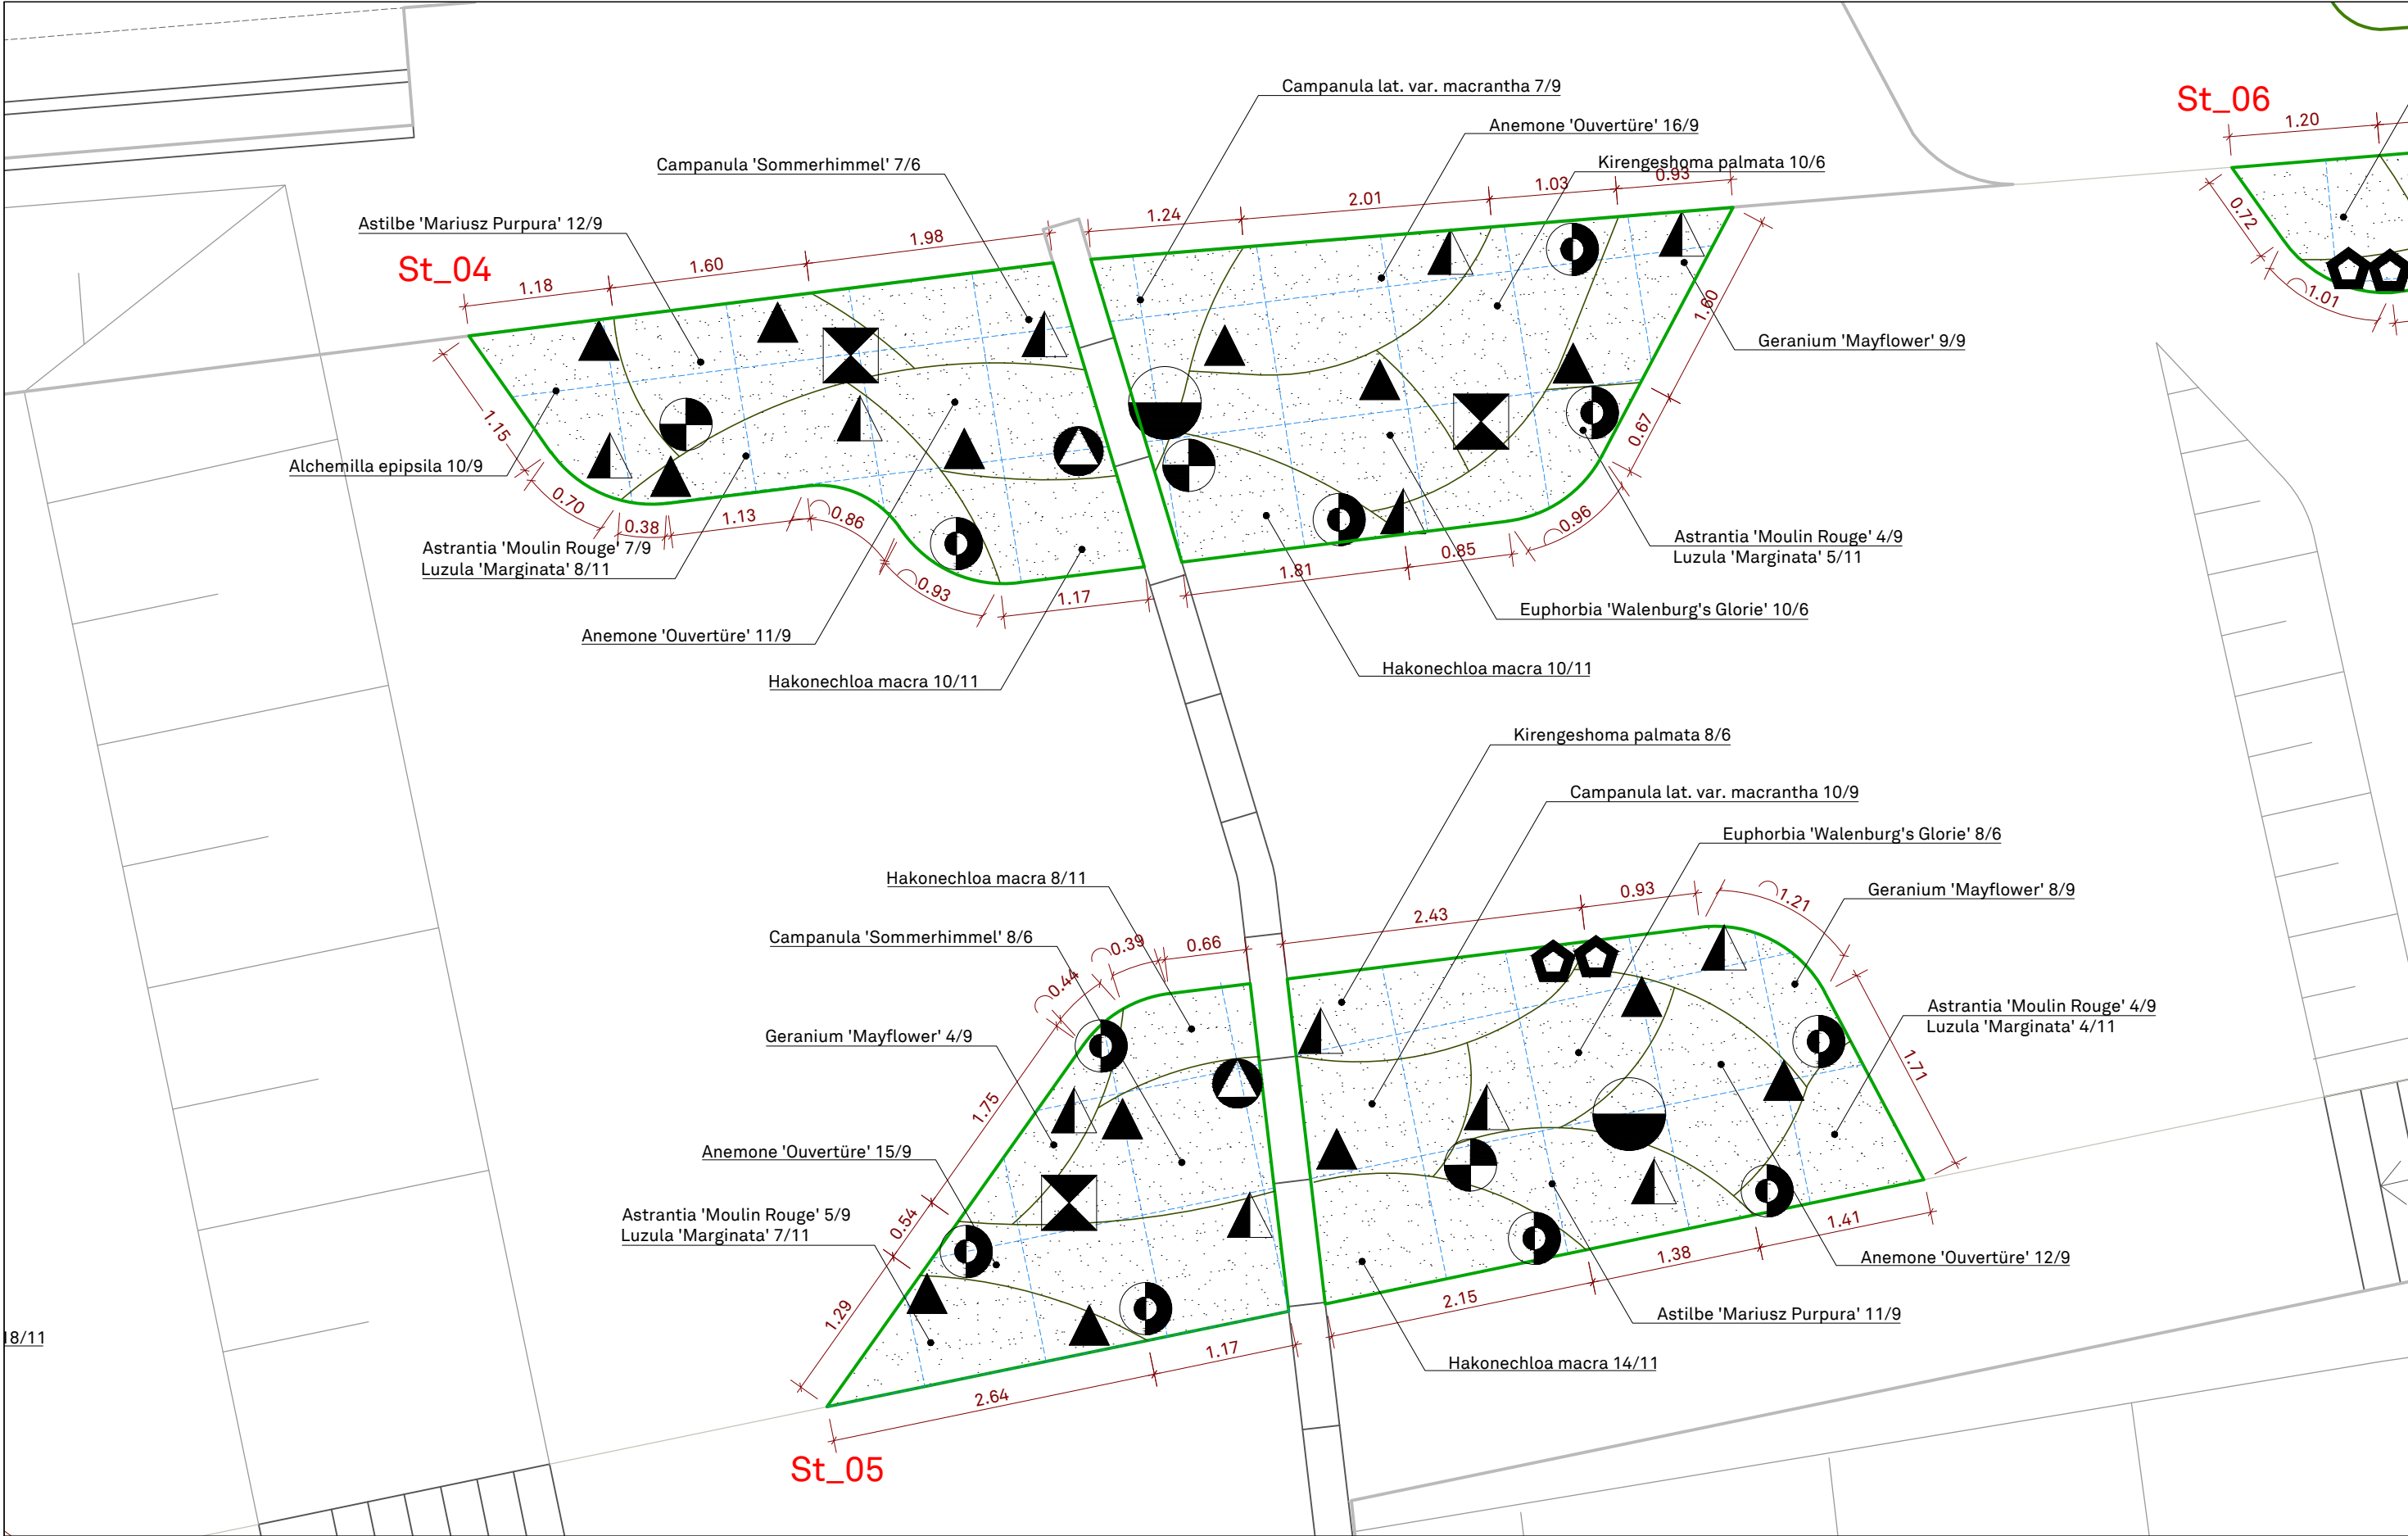 Campanula lat. var. macrantha 7/9
St_06
1.20
Anemone 'Ouvertüre' 16/9
Campanula 'Sommerhimmel' 7/6
Kirengeshoma palmata 10/6
0.93
1.03
2.01
1.24
Astilbe 'Mariusz Purpura' 12/9
1.98
0.72
St_04
1.60
1.18
1.01
1.60
Geranium 'Mayflower' 9/9
1.15
0.67
Alchemilla epipsila 10/9
0.70
0.38
1.13
0.86
0.96
Astrantia 'Moulin Rouge' 7/9
Luzula 'Marginata' 8/11
Astrantia 'Moulin Rouge' 4/9
Luzula 'Marginata' 5/11
0.85
1.81
0.93
1.17
Euphorbia 'Walenburg's Glorie' 10/6
Anemone 'Ouvertüre' 11/9
Hakonechloa macra 10/11
Hakonechloa macra 10/11
Kirengeshoma palmata 8/6
Campanula lat. var. macrantha 10/9
Euphorbia 'Walenburg's Glorie' 8/6
Hakonechloa macra 8/11
Geranium 'Mayflower' 8/9
0.93
1.21
2.43
Campanula 'Sommerhimmel' 8/6
0.39
0.66
0.44
Astrantia 'Moulin Rouge' 4/9
Luzula 'Marginata' 4/11
Geranium 'Mayflower' 4/9
1.71
1.75
Anemone 'Ouvertüre' 15/9
Astrantia 'Moulin Rouge' 5/9
Luzula 'Marginata' 7/11
0.54
1.41
1.38
Anemone 'Ouvertüre' 12/9
2.15
1.29
Astilbe 'Mariusz Purpura' 11/9
18/11
1.17
Hakonechloa macra 14/11
2.64
St_05